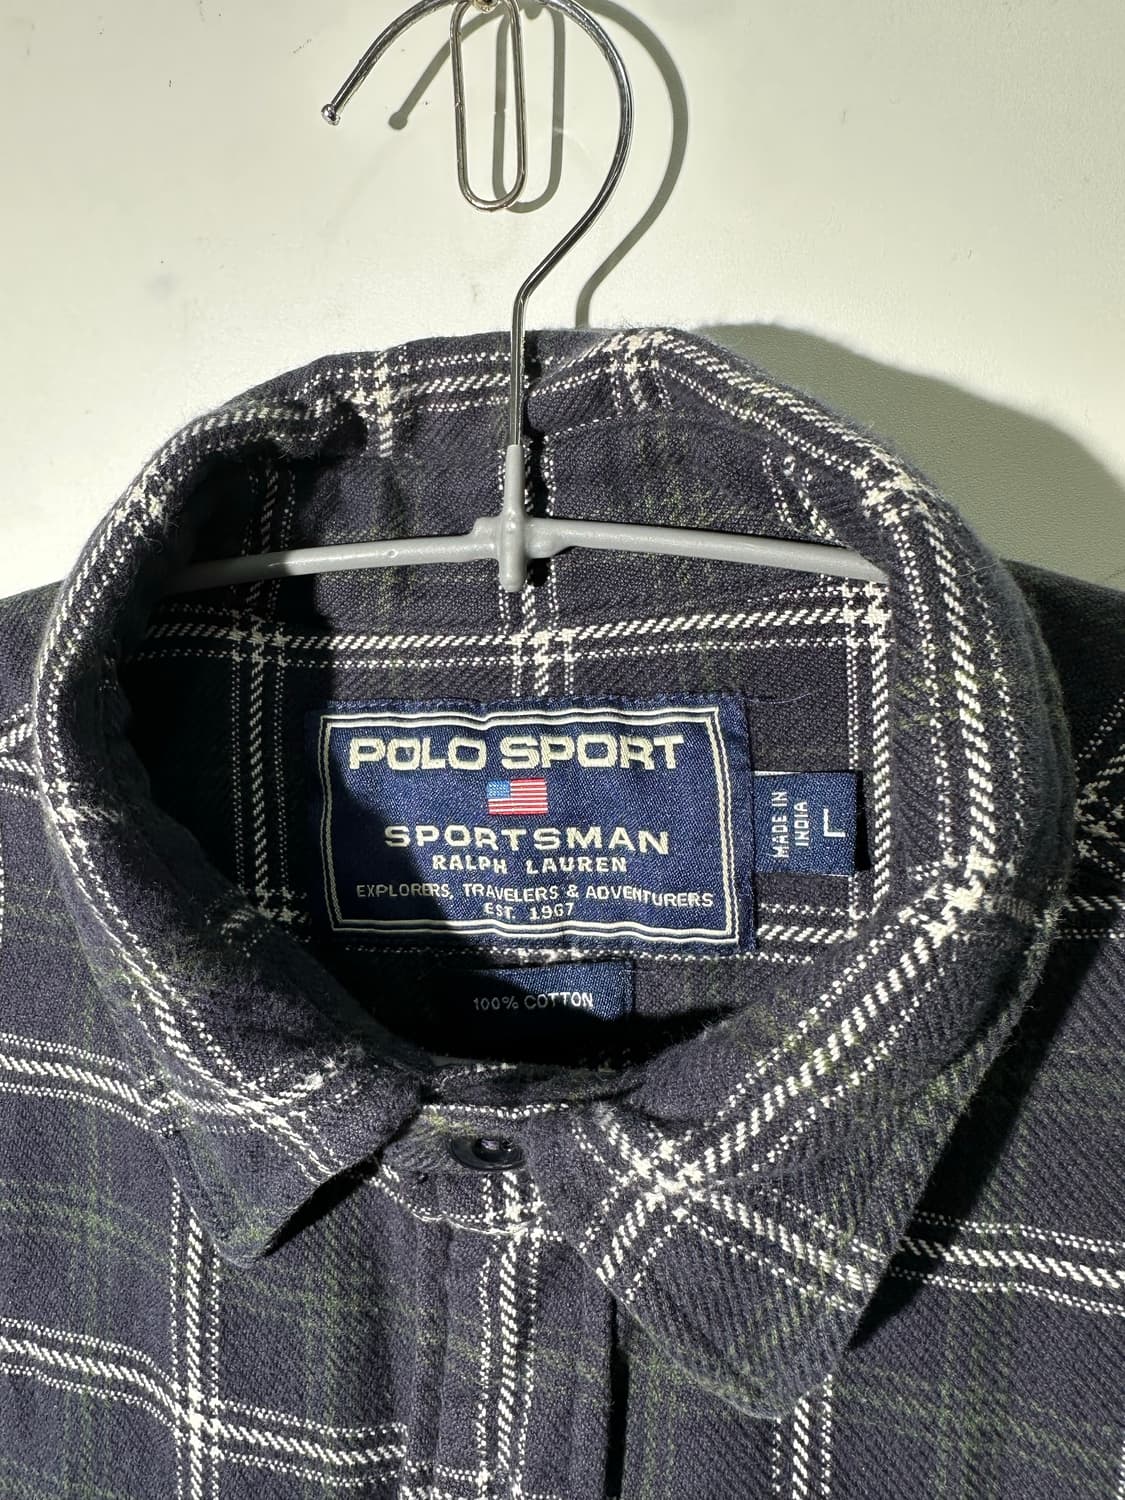 POLO SPORT
SPORTSMAN
RALPH LAUREN
EXPLORERS, TRAVELERS & ADVENTURERS
EST. 1967
MADE IN
INDIA
L
100% COTTON